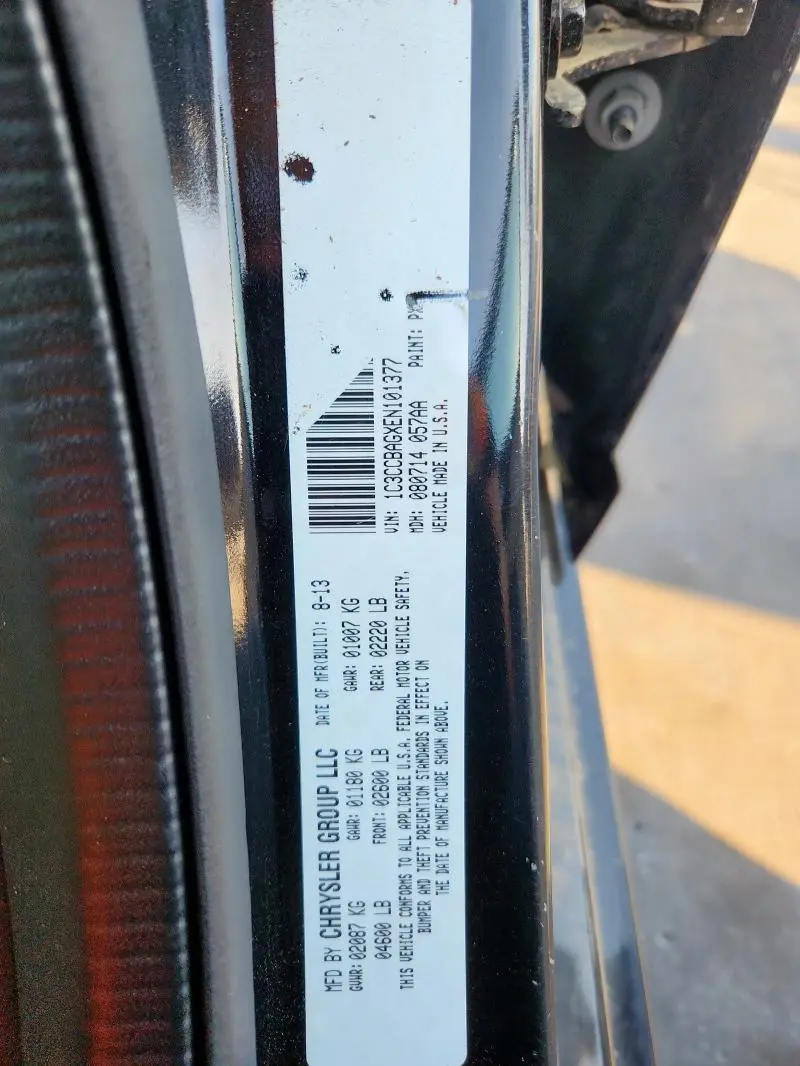 MFD BY CHRYSLER GROUP LLC DATE OF MFR(BUILT): 8-13
GVWR: 02087 KG GAWR: 01180 KG GAWR: 01007 KG
04600 LB FRONT: 02600 LB REAR: 02220 LB
THIS VEHICLE CONFORMS TO ALL APPLICABLE U.S.A. FEDERAL MOTOR VEHICLE SAFETY,
BUMPER AND THEFT PREVENTION STANDARDS IN EFFECT ON
THE DATE OF MANUFACTURE SHOWN ABOVE.
VIN: 1C3CCBAGXEN101377
MDH: 080714 057AA PAINT:
VEHICLE MADE IN U.S.A.